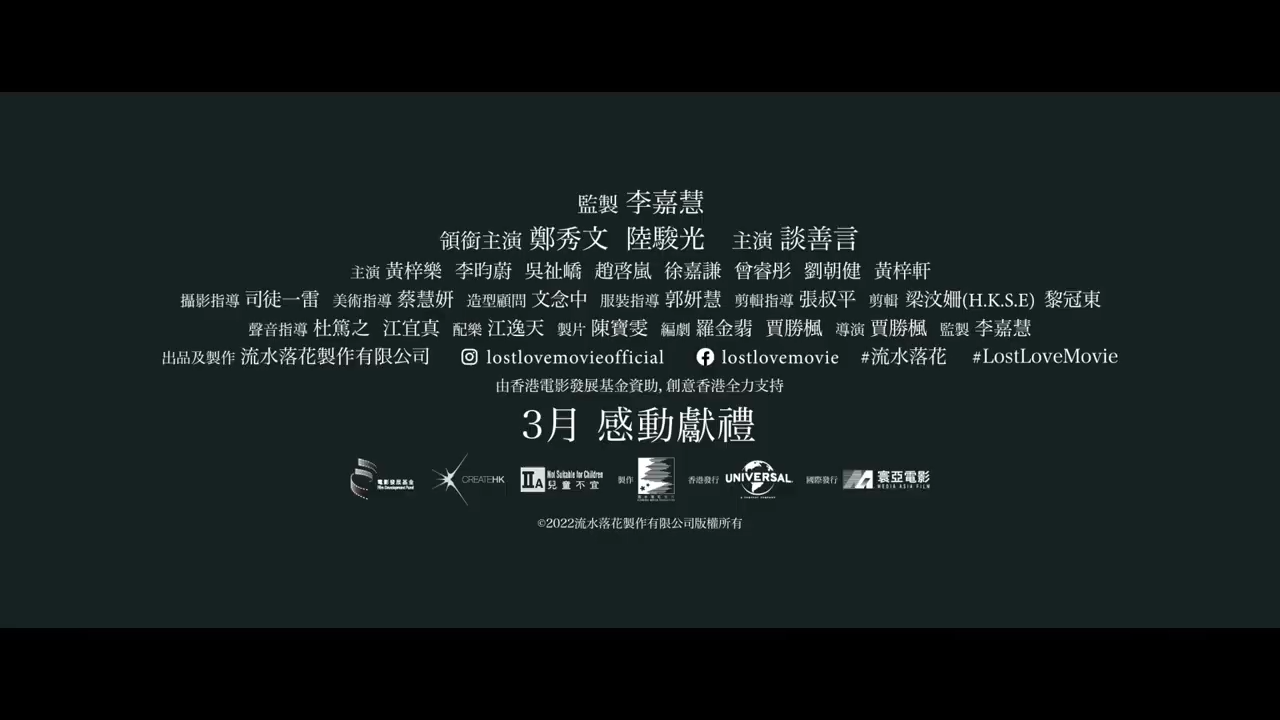 監製 李嘉慧
領銜主演 鄭秀文 陸駿光 主演 談善言
主演 黃梓樂 李昀蔚 吳祉嶠 趙啓嵐 徐嘉謙 曾睿彤 劉朝健 黃梓軒
攝影指導 司徒一雷 美術指導 蔡慧妍 造型顧問 文念中 服裝指導 郭妍慧 剪輯指導 張叔平 剪輯 梁汶姍(H.K.S.E) 黎冠東
聲音指導 杜篤之 江宜真 配樂 江逸天 製片 陳寶雯 編劇 羅金翡 賈勝楓 導演 賈勝楓 監製 李嘉慧
出品及製作 流水落花製作有限公司 lostlovemovieofficial lostlovemovie #流水落花 #LostLoveMovie
由香港電影發展基金資助, 創意香港全力支持
3月 感動獻禮
電影發展基金 Film Development Fund CREATEHK IIA Not Suitable for Children 兒童不宜 製作 香港發行 UNIVERSAL 國際發行 寰亞電影 MEDIA ASIA FILM
©2022流水落花製作有限公司版權所有